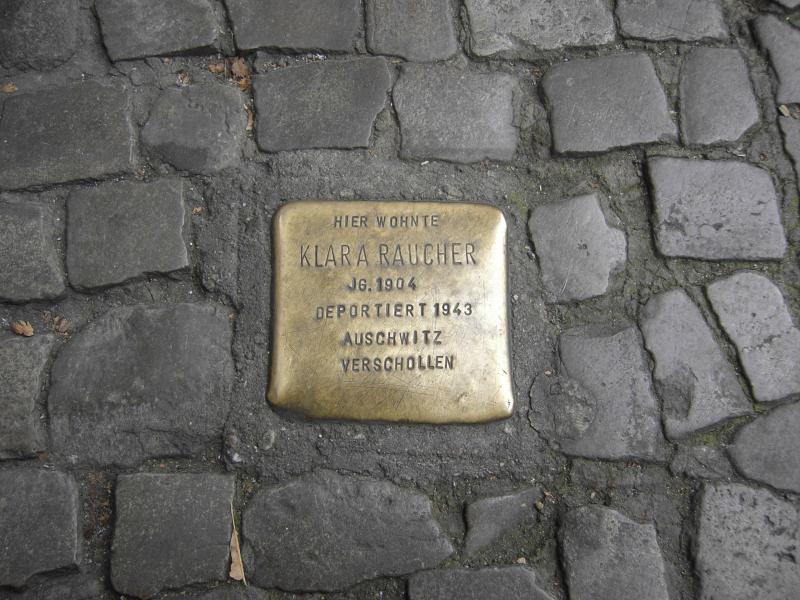 HIER WOHNTE
KLARA RAUCHER
JG. 1904
DEPORTIERT 1943
AUSCHWITZ
VERSCHOLLEN